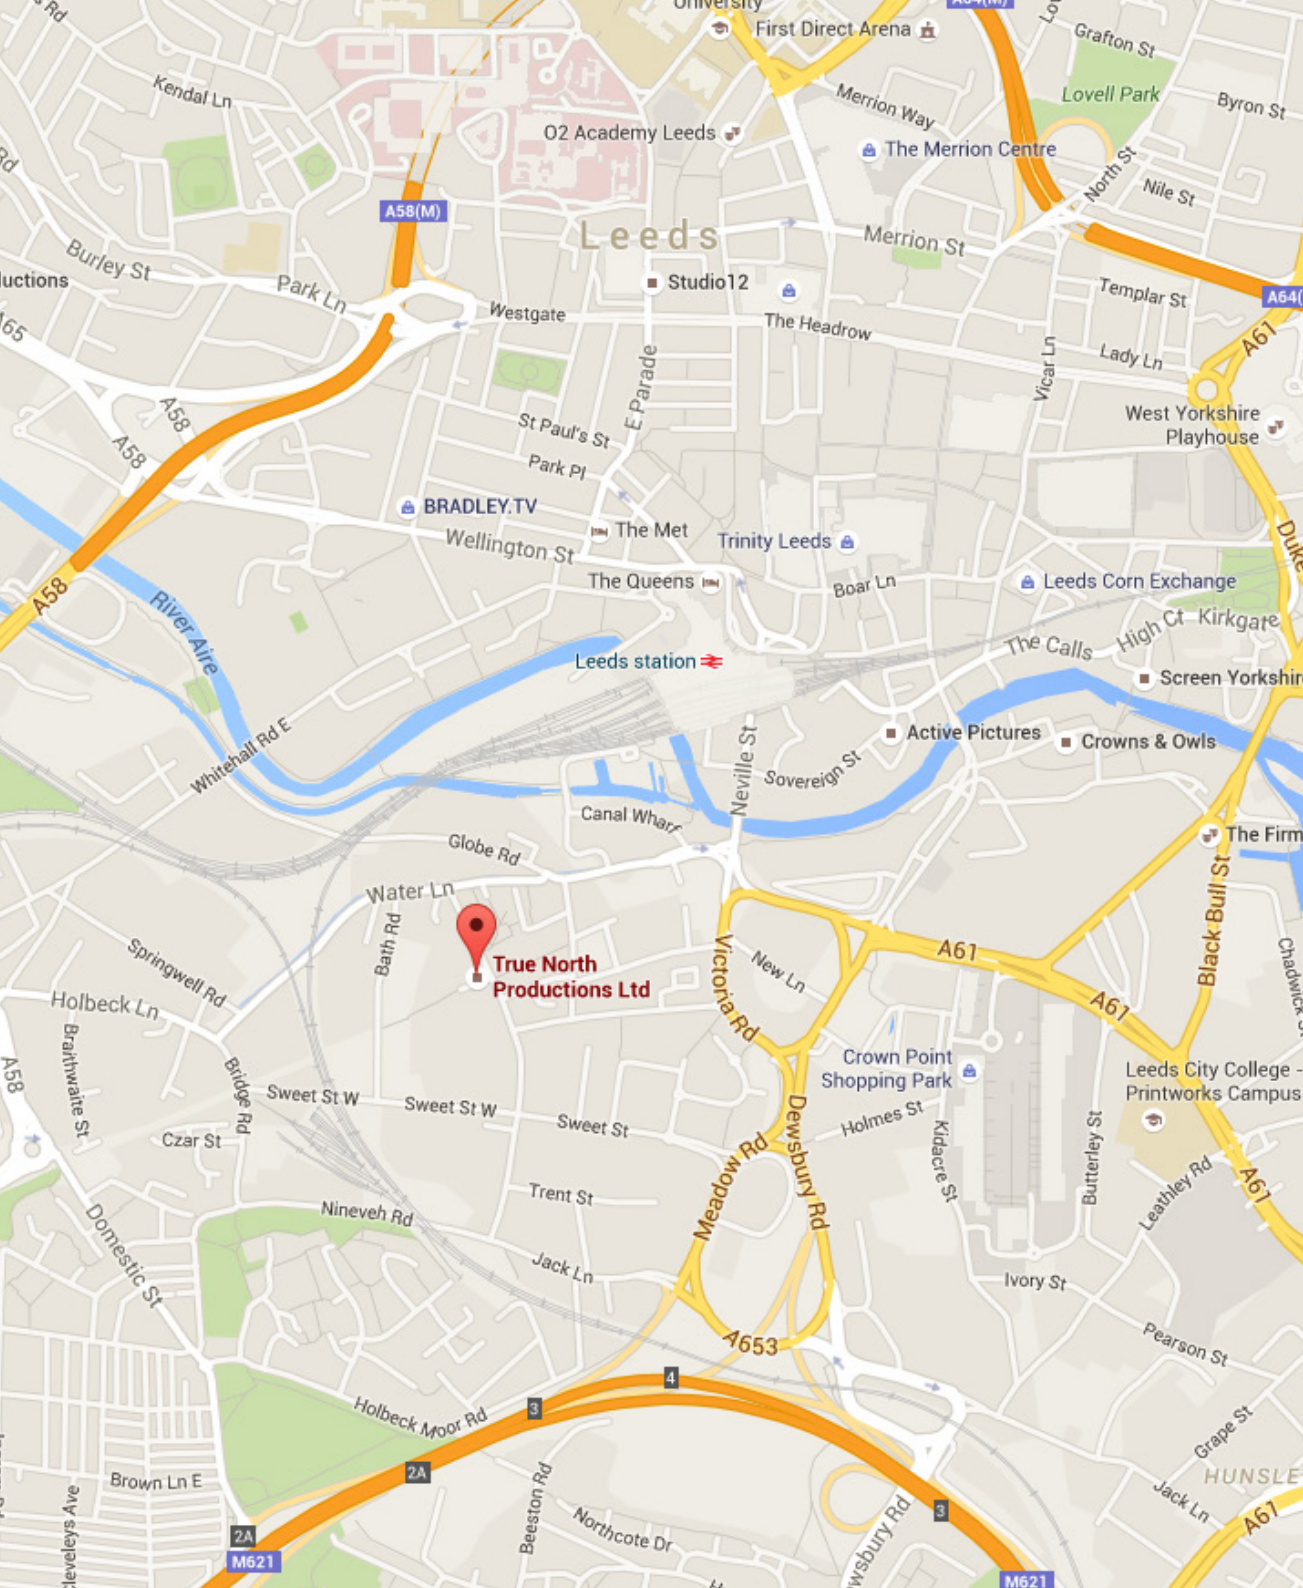 University
First Direct Arena
Grafton St
Kendal Ln
Lovell Park
Byron St
Merrion Way
O2 Academy Leeds
The Merrion Centre
North St
Nile St
A58(M)
Leeds
Merrion St
Burley St
Park Ln
Studio12
Templar St
Westgate
The Headrow
A61
Lady Ln
Vicar Ln
A58
E Parade
West Yorkshire
Playhouse
St Paul's St
A58
Park Pl
BRADLEY.TV
The Met
Wellington St
Trinity Leeds
The Queens
Boar Ln
Leeds Corn Exchange
A58
River Aire
High Ct
Kirkgate
The Calls
Leeds station
Screen Yorkshir
Whitehall Rd E
Active Pictures
Crowns & Owls
Neville St
Sovereign St
Canal Wharf
The Firm
Globe Rd
Water Ln
Black Bull St
Bath Rd
Victoria Rd
A61
True North
Productions Ltd
New Ln
Springwell Rd
Holbeck Ln
A61
Braithwaite St
A58
Crown Point
Shopping Park
Leeds City College -
Printworks Campus
Bridge Rd
Sweet St W
Sweet St W
Sweet St
Dewsbury Rd
Holmes St
Czar St
Kidacre St
Butterley St
Meadow Rd
Leathley Rd
A61
Trent St
Nineveh Rd
Domestic St
Jack Ln
Ivory St
A653
Pearson St
4
3
Holbeck Moor Rd
Grape St
2A
Brown Ln E
HUNSLE
Beeston Rd
Jack Ln
3
A61
2A
Northcote Dr
M621
M621